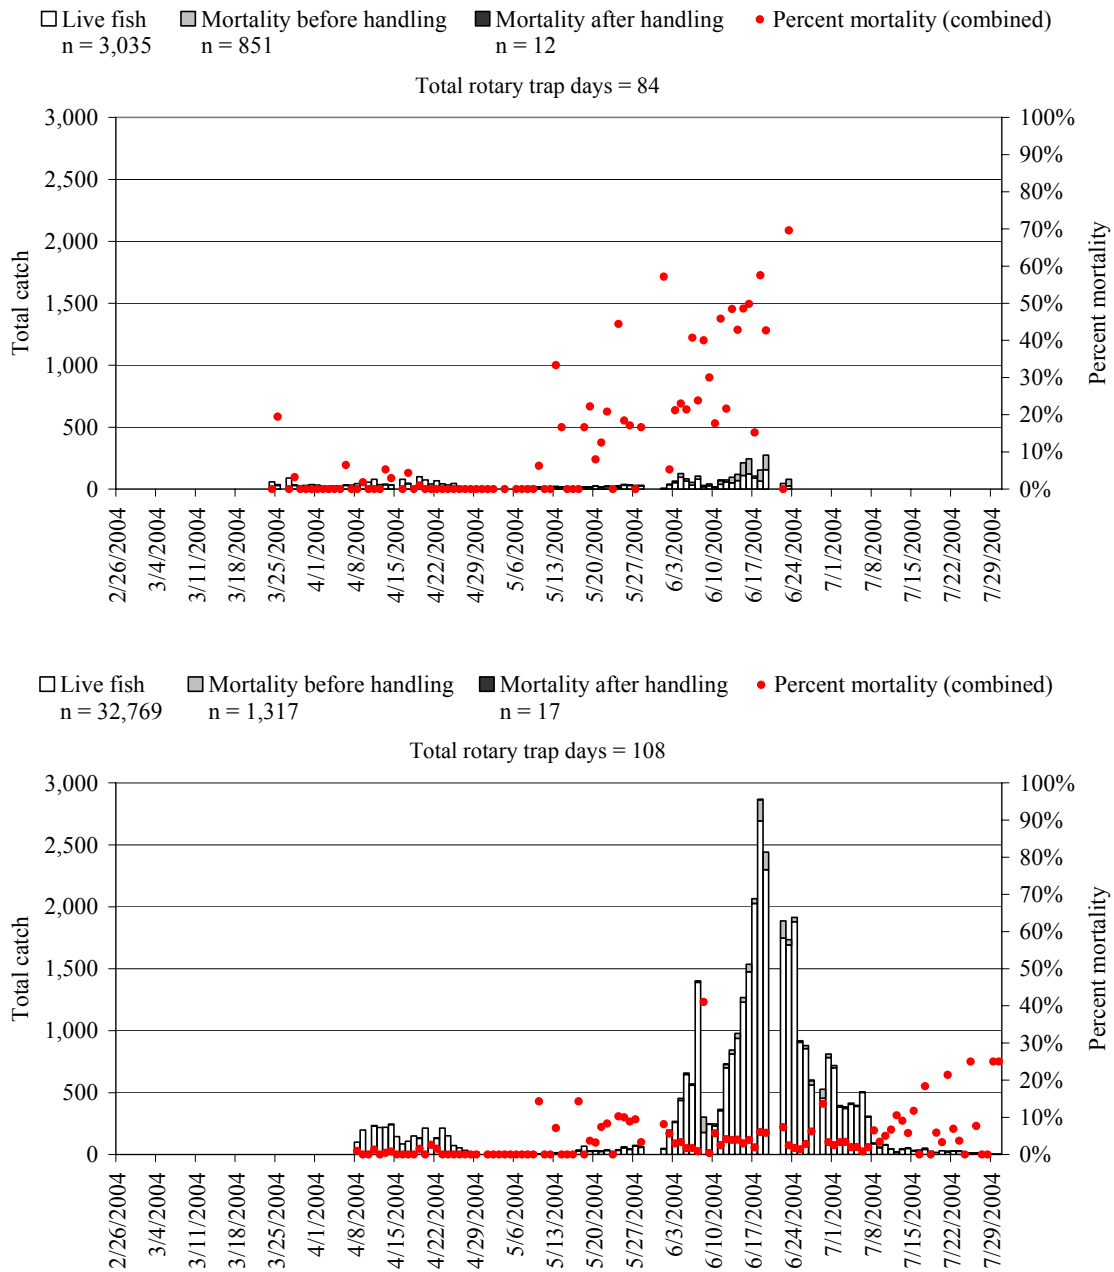 Live fish Mortality before handling Mortality after handling Percent mortality (combined)
n = 3,035 n = 851 n = 12
Total rotary trap days = 84
3,000 100%
90%
2,500
80%
70%
2,000
60%
1,500 50%
40%
1,000
30%
20%
500
10%
0 0%
Total catch
Percent mortality
2/26/2004 3/4/2004 3/11/2004 3/18/2004 3/25/2004 4/1/2004 4/8/2004 4/15/2004 4/22/2004 4/29/2004 5/6/2004 5/13/2004 5/20/2004 5/27/2004 6/3/2004 6/10/2004 6/17/2004 6/24/2004 7/1/2004 7/8/2004 7/15/2004 7/22/2004 7/29/2004
Live fish Mortality before handling Mortality after handling Percent mortality (combined)
n = 32,769 n = 1,317 n = 17
Total rotary trap days = 108
3,000 100%
90%
2,500
80%
70%
2,000
60%
1,500 50%
40%
1,000
30%
20%
500
10%
0 0%
Total catch
Percent mortality
2/26/2004 3/4/2004 3/11/2004 3/18/2004 3/25/2004 4/1/2004 4/8/2004 4/15/2004 4/22/2004 4/29/2004 5/6/2004 5/13/2004 5/20/2004 5/27/2004 6/3/2004 6/10/2004 6/17/2004 6/24/2004 7/1/2004 7/8/2004 7/15/2004 7/22/2004 7/29/2004